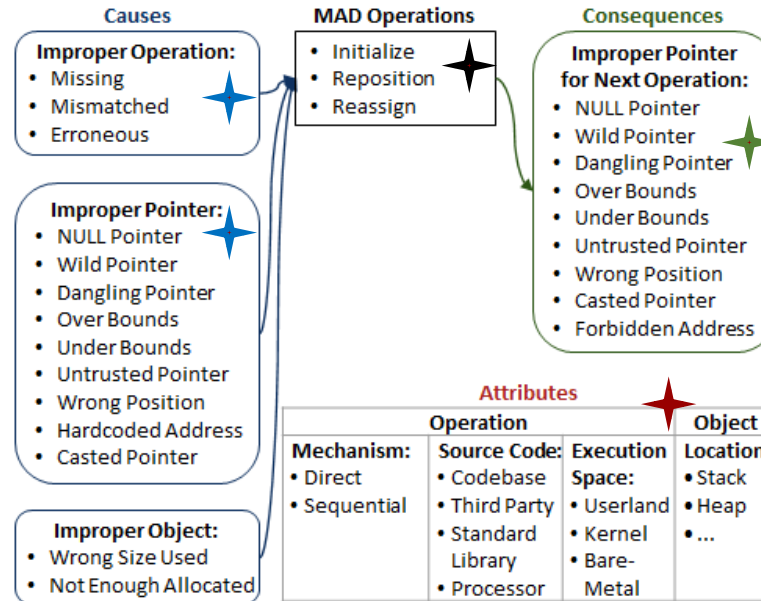 Causes
Improper Operation:
• Missing
• Mismatched
• Erroneous
Improper Pointer:
• NULL Pointer
• Wild Pointer
• Dangling Pointer
• Over Bounds
• Under Bounds
• Untrusted Pointer
• Wrong Position
• Hardcoded Address
• Casted Pointer
Improper Object:
• Wrong Size Used
• Not Enough Allocated
MAD Operations
• Initialize
• Reposition
• Reassign
Consequences
Improper Pointer
for Next Operation:
• NULL Pointer
• Wild Pointer
• Dangling Pointer
• Over Bounds
• Under Bounds
• Untrusted Pointer
• Wrong Position
• Casted Pointer
• Forbidden Address
Attributes
Operation
Object
Mechanism:
• Direct
• Sequential
Source Code:
• Codebase
• Third Party
• Standard
Library
• Processor
Execution
Space:
• Userland
• Kernel
• Bare-
Metal
Location:
• Stack
• Heap
• ...